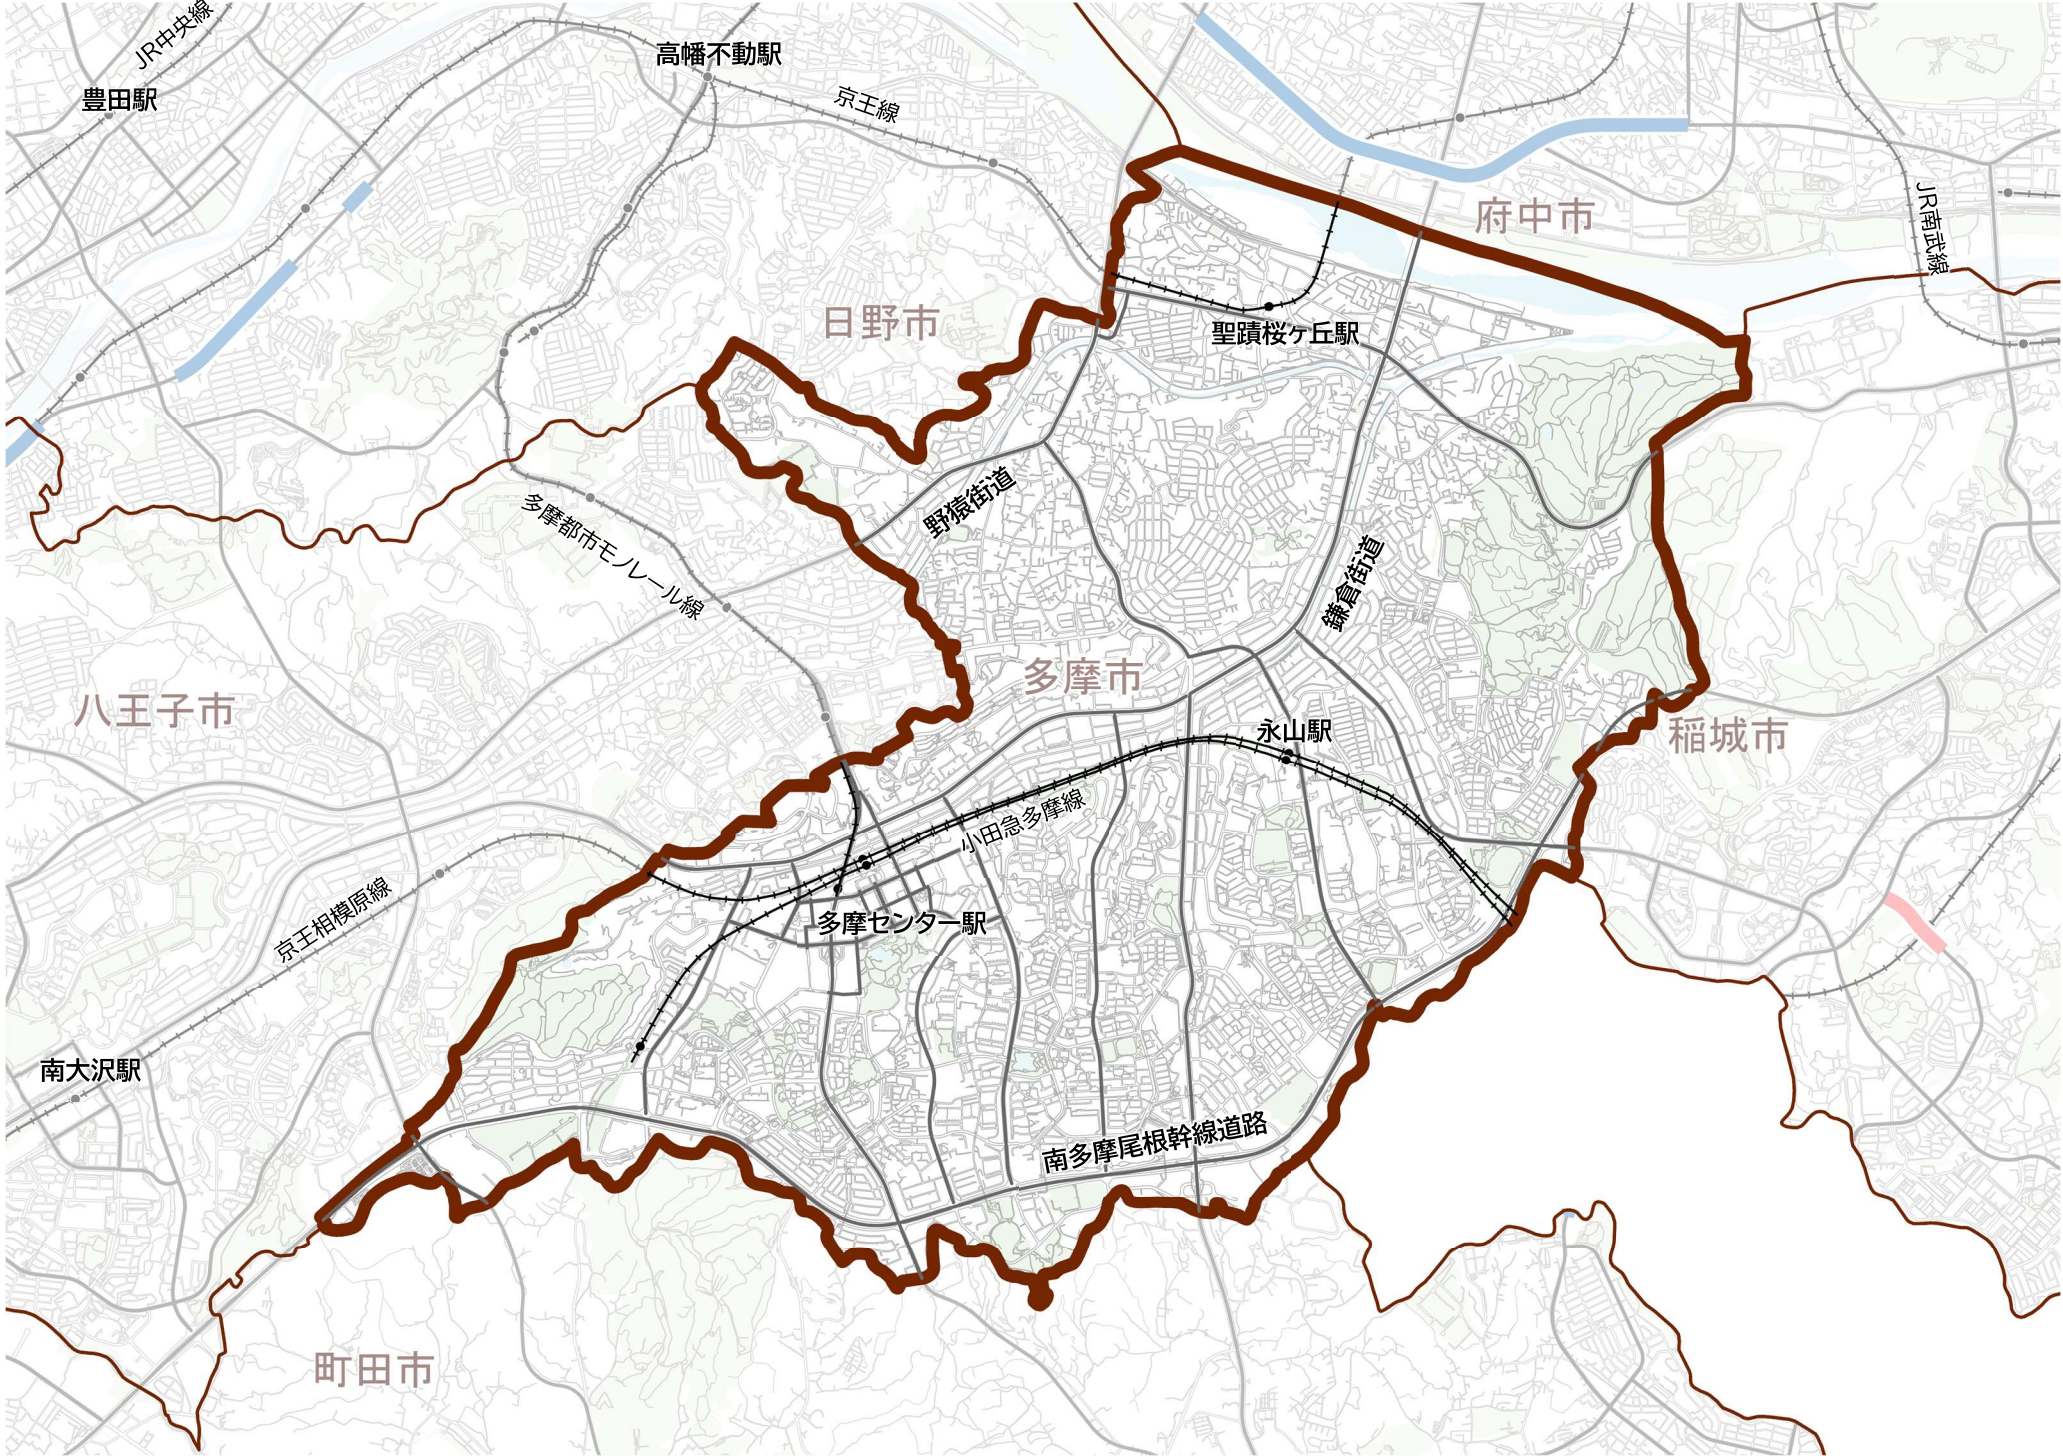 JR中央線
高幡不動駅
豊田駅
京王線
府中市
JR南武線
日野市
聖蹟桜ヶ丘駅
野猿街道
多摩都市モノレール線
鎌倉街道
多摩市
八王子市
永山駅
稲城市
小田急多摩線
京王相模原線
多摩センター駅
南大沢駅
南多摩尾根幹線道路
町田市